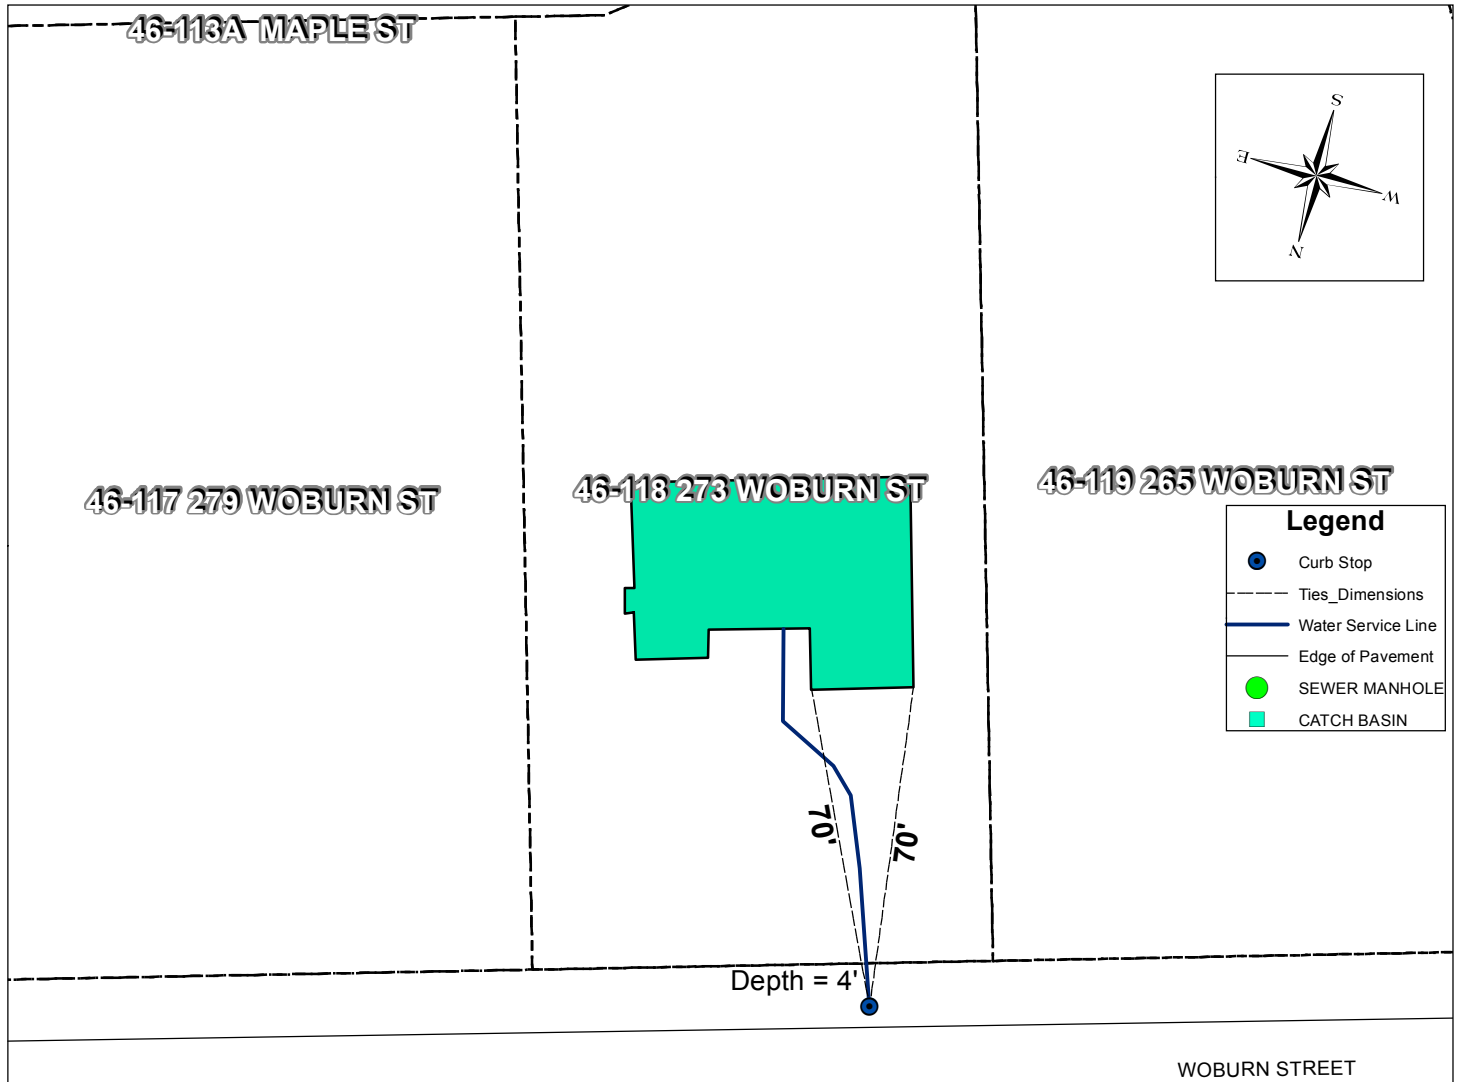 46-113A  MAPLE ST
S
E
W
N
46-117 279 WOBURN ST
46-118 273 WOBURN ST
46-119 265 WOBURN ST
Legend
Curb Stop
Ties_Dimensions
Water Service Line
Edge of Pavement
SEWER MANHOLE
CATCH BASIN
70'
70'
Depth = 4'
WOBURN STREET